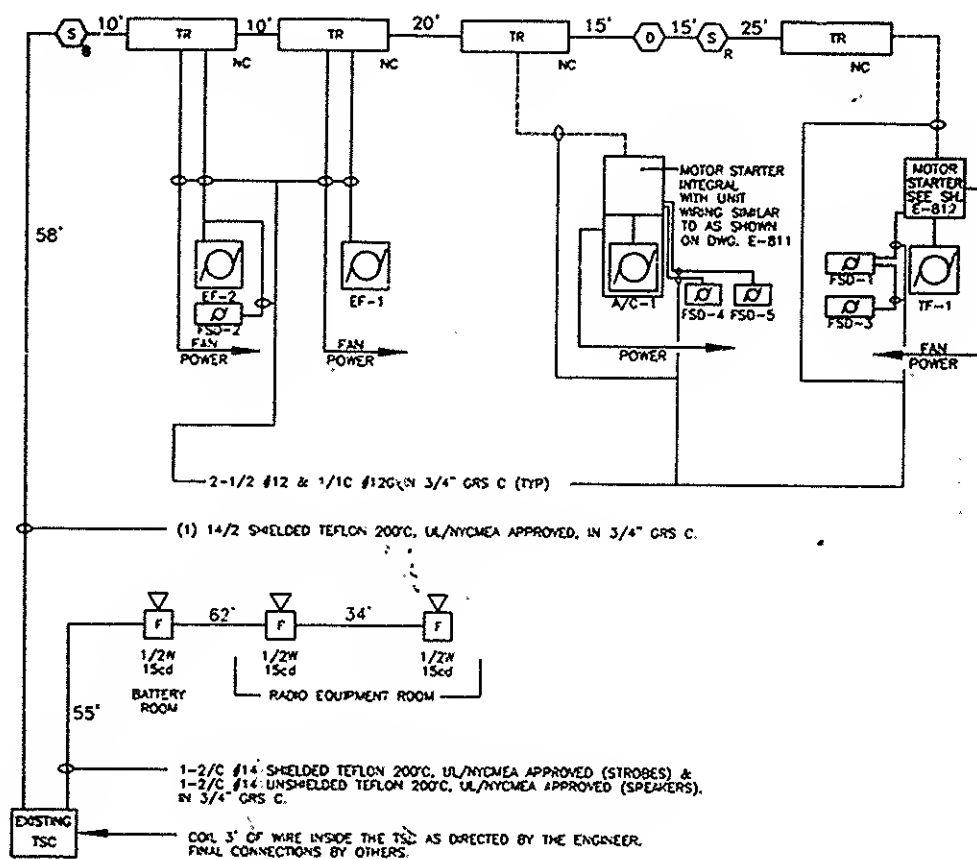 10' 10' 20' 15' 15' 25'
S TR TR TR D S TR
B NC NC NC R NC
58'
MOTOR STARTER
INTEGRAL
WITH UNIT
WIRING SIMILAR
TO AS SHOWN
ON DWG. E-811
MOTOR
STARTER
SEE SH.
E-812
EF-2 EF-1 A/C-1 FSD-4 FSD-5 FSD-1 TF-1
FSD-2 FSD-3
FAN
POWER
FAN
POWER
POWER
FAN
POWER
2-1/2 #12 & 1/1C #12G IN 3/4" GRS C (TYP)
(1) 14/2 SHIELDED TEFLON 200°C, UL/NYCMEA APPROVED, IN 3/4" GRS C.
62' 34'
F F F
1/2W 1/2W 1/2W
15cd 15cd 15cd
BATTERY
ROOM
RADIO EQUIPMENT ROOM
55'
1-2/C #14 SHIELDED TEFLON 200°C, UL/NYCMEA APPROVED (STROBES) &
1-2/C #14 UNSHIELDED TEFLON 200°C, UL/NYCMEA APPROVED (SPEAKERS),
IN 3/4" GRS C.
EXISTING
TSC
COIL 3' OF WIRE INSIDE THE TSC AS DIRECTED BY THE ENGINEER.
FINAL CONNECTIONS BY OTHERS.